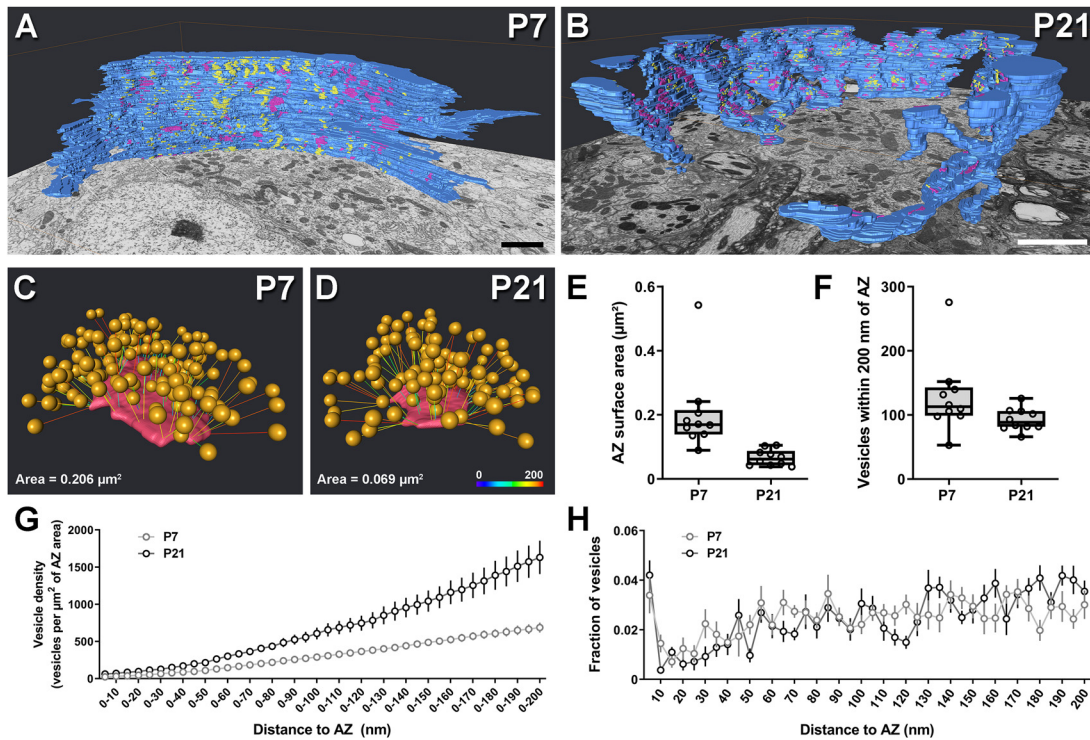 A P7
B P21
C P7
Area = 0.206 µm²
D P21
Area = 0.069 µm²
0 200
E
AZ surface area (µm²)
0.6
0.4
0.2
0
P7 P21
F
Vesicles within 200 nm of AZ
300
200
100
0
P7 P21
G
P7
P21
Vesicle density
(vesicles per µm² of AZ area)
2000
1500
1000
500
0
0-10 0-20 0-30 0-40 0-50 0-60 0-70 0-80 0-90 0-100 0-110 0-120 0-130 0-140 0-150 0-160 0-170 0-180 0-190 0-200
Distance to AZ (nm)
H
P7
P21
Fraction of vesicles
0.06
0.04
0.02
0.00
10 20 30 40 50 60 70 80 90 100 110 120 130 140 150 160 170 180 190 200
Distance to AZ (nm)